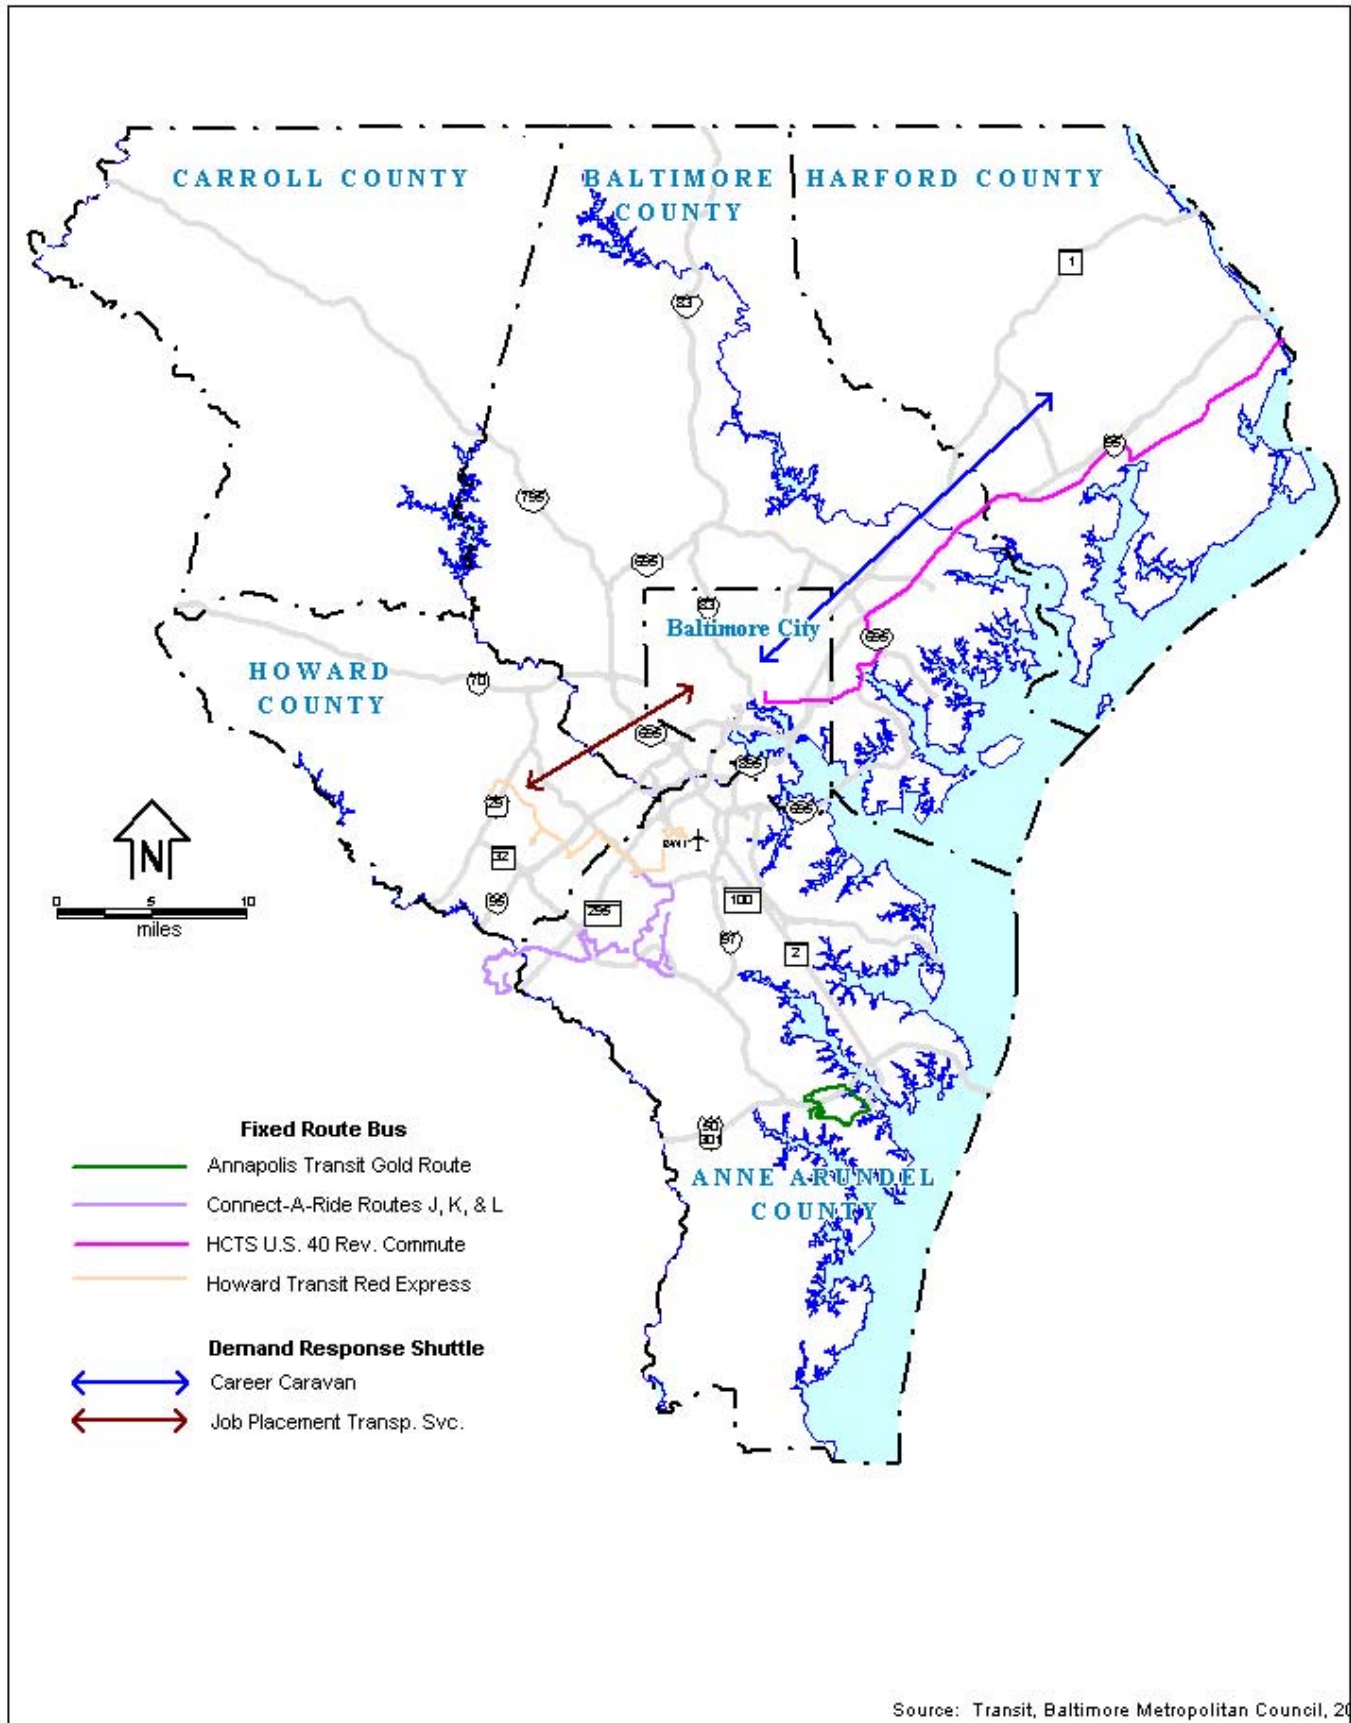 CARROLL COUNTY
BALTIMORE
COUNTY
HARFORD COUNTY
1
83
95
795
695
83
Baltimore City
695
HOWARD
COUNTY
70
695
895
29
695
32
N
0 5 10
miles
95
295
100
97
2
50
301
ANNE ARUNDEL
COUNTY
Fixed Route Bus
Annapolis Transit Gold Route
Connect-A-Ride Routes J, K, & L
HCTS U.S. 40 Rev. Commute
Howard Transit Red Express
Demand Response Shuttle
Career Caravan
Job Placement Transp. Svc.
Source: Transit, Baltimore Metropolitan Council, 20